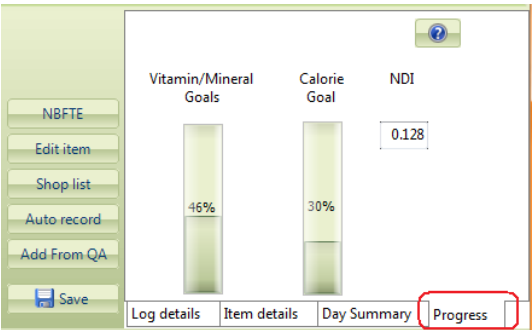 ?
Vitamin/Mineral
Goals
Calorie
Goal
NDI
0.128
46%
30%
NBFTE
Edit item
Shop list
Auto record
Add From QA
Save
Log details
Item details
Day Summary
Progress